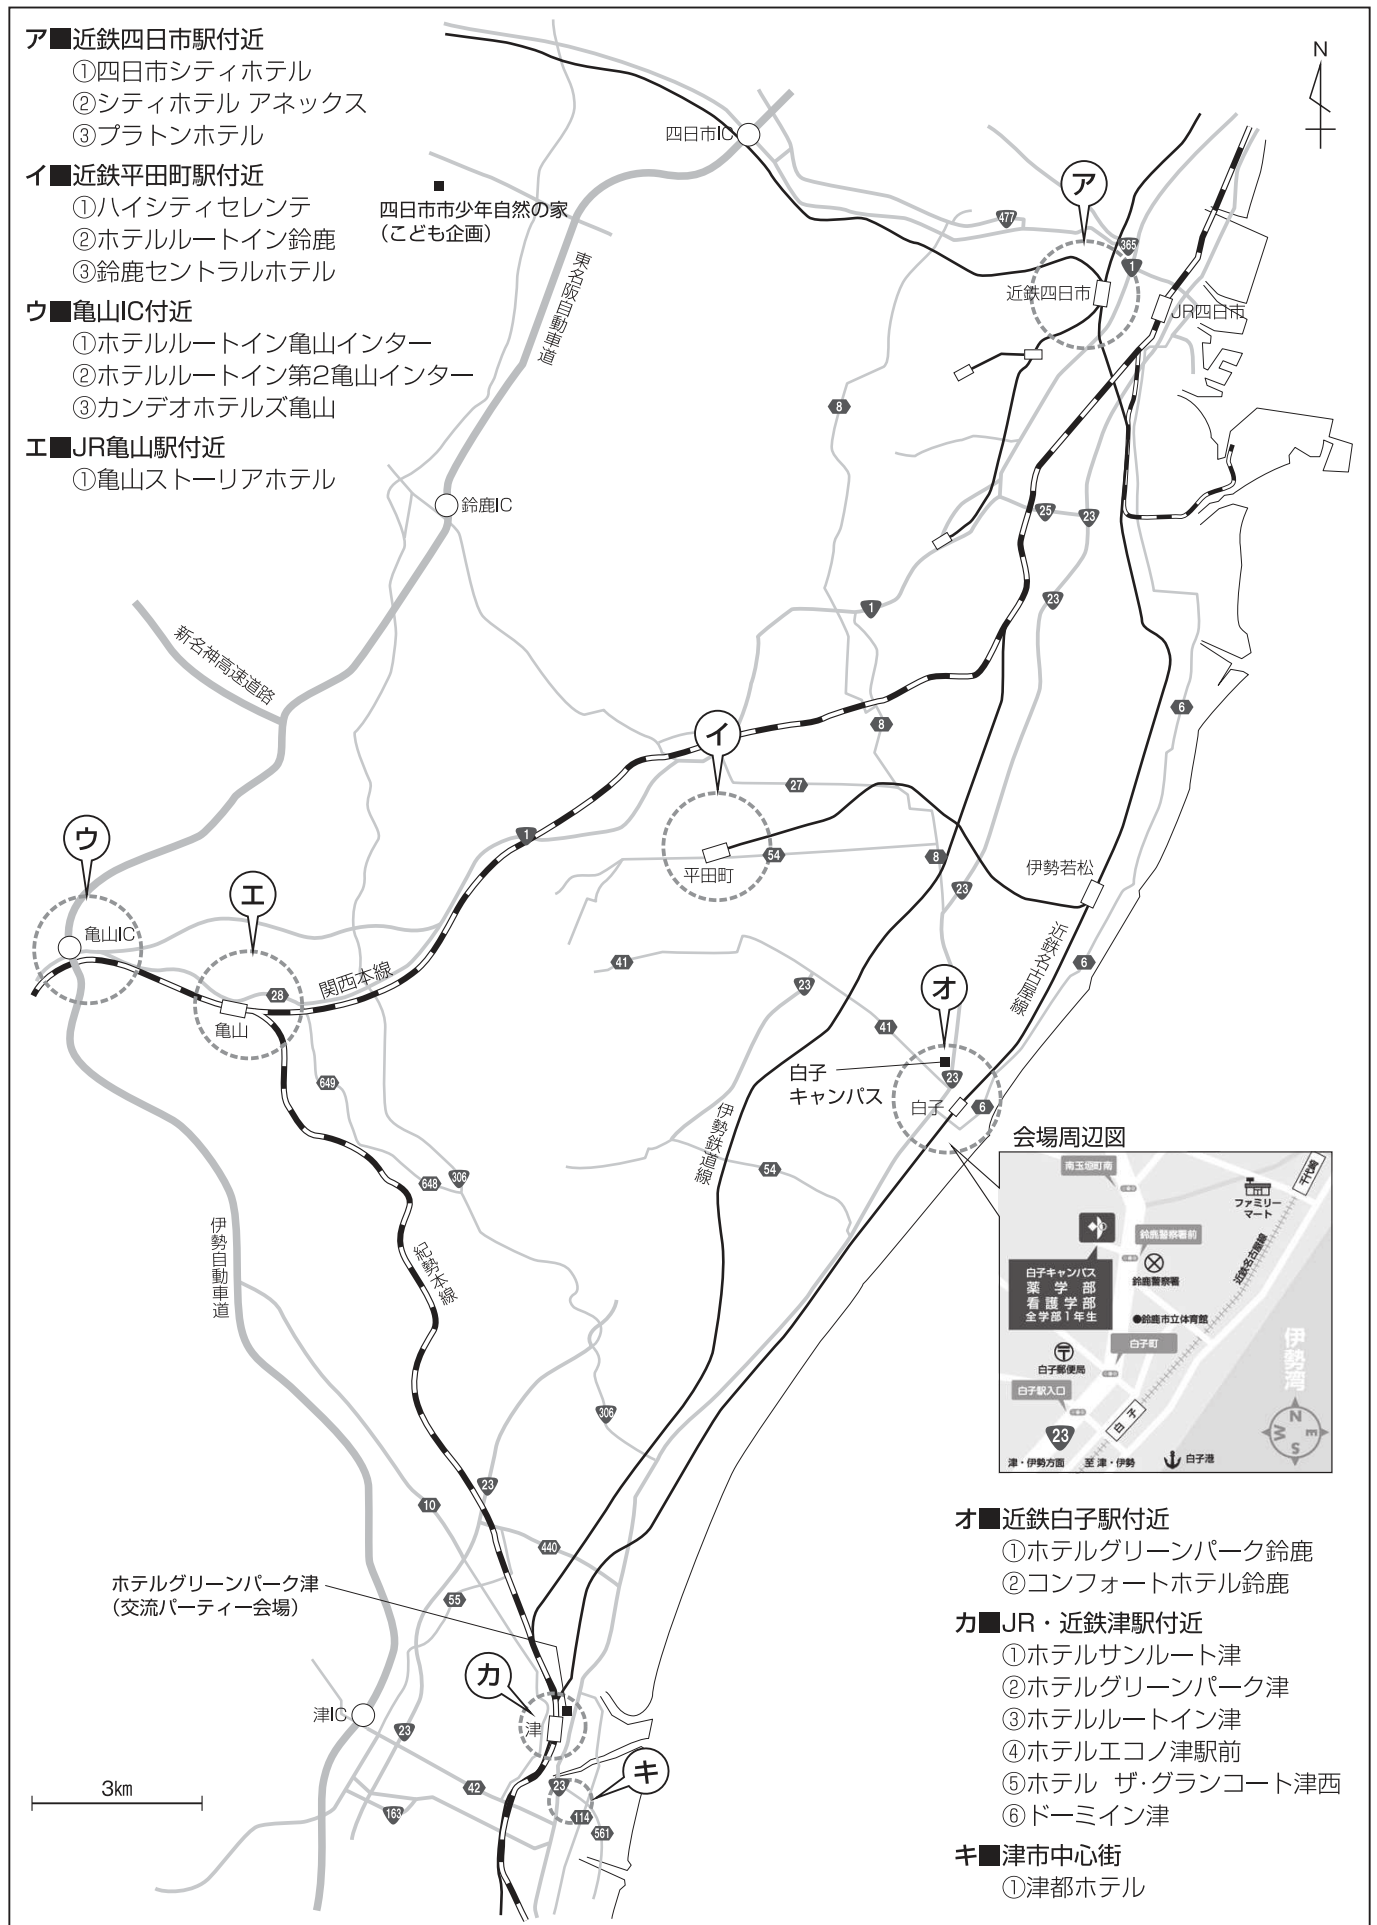 ア■近鉄四日市駅付近
①四日市シティホテル
②シティホテル アネックス
③プラトンホテル
イ■近鉄平田町駅付近
①ハイシティセレンテ
②ホテルルートイン鈴鹿
③鈴鹿セントラルホテル
ウ■亀山IC付近
①ホテルルートイン亀山インター
②ホテルルートイン第2亀山インター
③カンデオホテルズ亀山
エ■JR亀山駅付近
①亀山ストーリアホテル
N
四日市IC
四日市市少年自然の家
（こども企画）
東名阪自動車道
ア
477
365
1
近鉄四日市
JR四日市
8
鈴鹿IC
25
23
23
1
新名神高速道路
6
イ
8
27
1
平田町
54
8
23
伊勢若松
ウ
亀山IC
エ
28
亀山
関西本線
近鉄名古屋線
6
41
23
オ
41
白子
キャンパス
23
白子
6
649
伊勢鉄道線
54
648
306
伊勢自動車道
紀勢本線
306
23
10
440
ホテルグリーンパーク津
（交流パーティー会場）
55
カ
津IC
津
23
キ
3km
42
23
163
114
561
会場周辺図
南玉垣町南
千代崎
ファミリー
マート
鈴鹿警察署前
鈴鹿警察署
近鉄名古屋線
白子キャンパス
薬学部
看護学部
全学部1年生
●鈴鹿市立体育館
白子町
白子郵便局
伊勢湾
白子駅入口
白子
23
N
W
E
S
津・伊勢方面
至 津・伊勢
白子港
オ■近鉄白子駅付近
①ホテルグリーンパーク鈴鹿
②コンフォートホテル鈴鹿
カ■JR・近鉄津駅付近
①ホテルサンルート津
②ホテルグリーンパーク津
③ホテルルートイン津
④ホテルエコノ津駅前
⑤ホテル ザ・グランコート津西
⑥ドーミイン津
キ■津市中心街
①津都ホテル